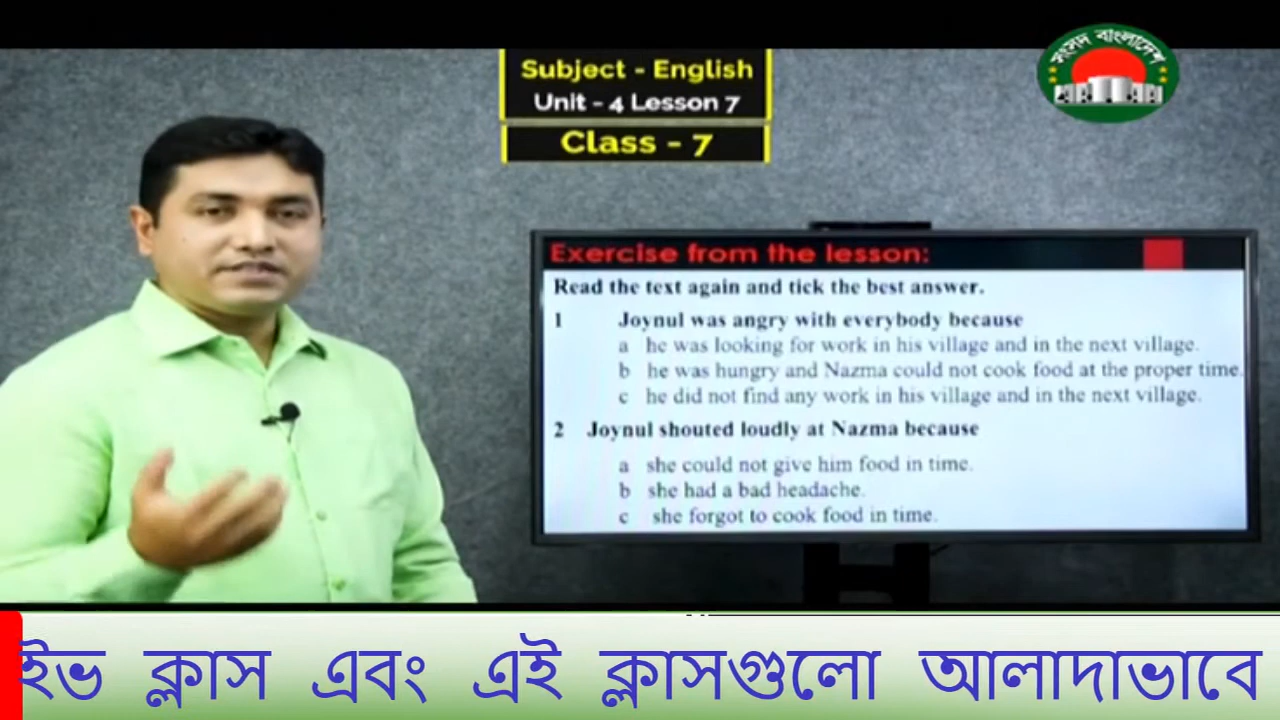 Subject - English
Unit - 4 Lesson 7
Class - 7
সংসদ বাংলাদেশ
Exercise from the lesson:
Read the text again and tick the best answer.
1 Joynul was angry with everybody because
a he was looking for work in his village and in the next village.
b he was hungry and Nazma could not cook food at the proper time.
c he did not find any work in his village and in the next village.
2 Joynul shouted loudly at Nazma because
a she could not give him food in time.
b she had a bad headache.
c she forgot to cook food in time.
ইভ ক্লাস এবং এই ক্লাসগুলো আলাদাভাবে